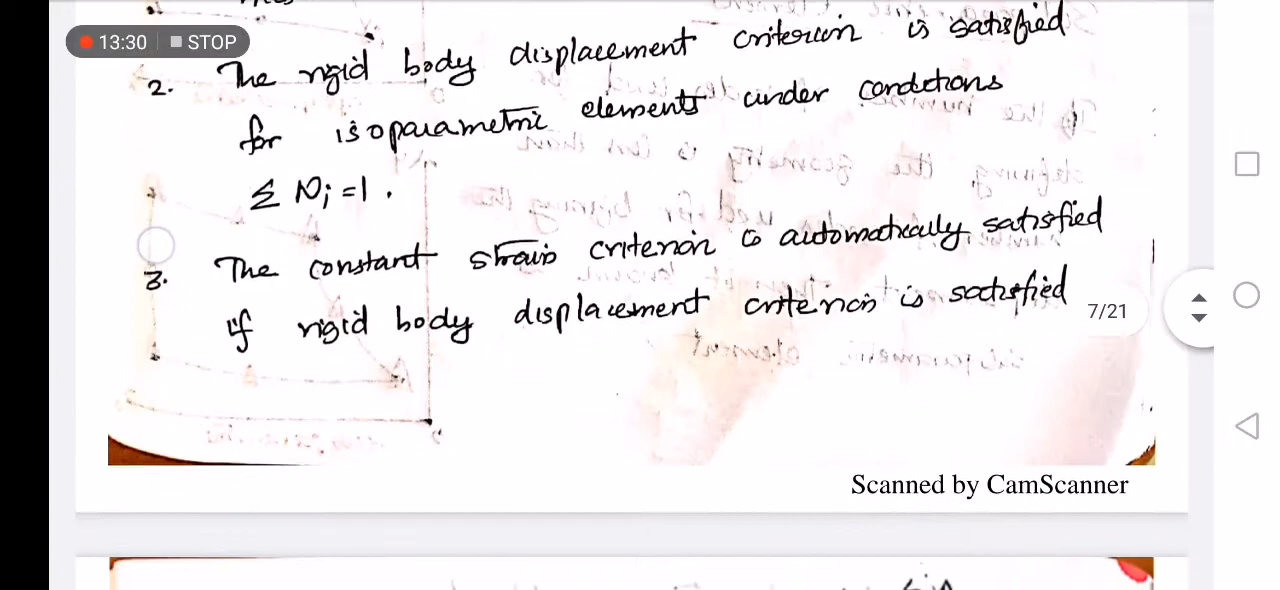 13:30 STOP
2. The rigid body displacement criterion is satisfied
for isoparametric elements under conditions
Σ Ni = 1.
3. The constant strain criterion is automatically satisfied
if rigid body displacement criterion is satisfied
7/21
Scanned by CamScanner